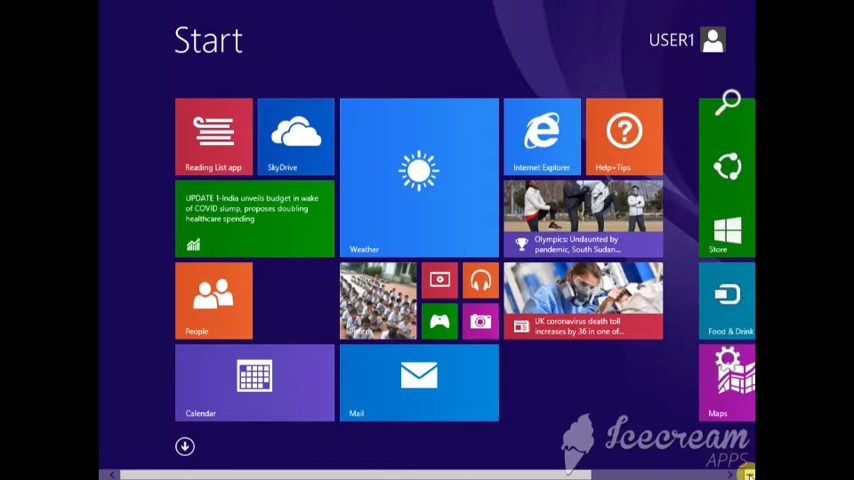 Start
USER1
Reading List app
SkyDrive
Weather
Internet Explorer
Help+Tips
UPDATE 1-India unveils budget in wake
of COVID slump, proposes doubling
healthcare spending
Olympics: Undaunted by
pandemic, South Sudan...
Store
People
UK coronavirus death toll
increases by 36 in one of...
Food & Drink
Calendar
Mail
Maps
Icecream
APPS